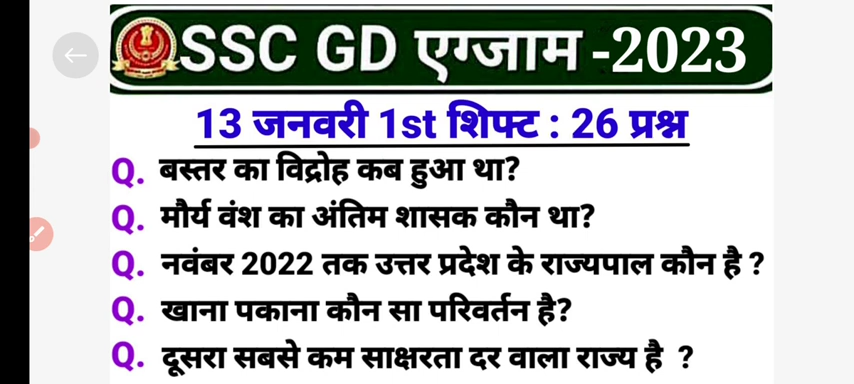 SSC GD एग्जाम -2023
13 जनवरी 1st शिफ्ट : 26 प्रश्न
Q. बस्तर का विद्रोह कब हुआ था?
Q. मौर्य वंश का अंतिम शासक कौन था?
Q. नवंबर 2022 तक उत्तर प्रदेश के राज्यपाल कौन है ?
Q. खाना पकाना कौन सा परिवर्तन है?
Q. दूसरा सबसे कम साक्षरता दर वाला राज्य है ?